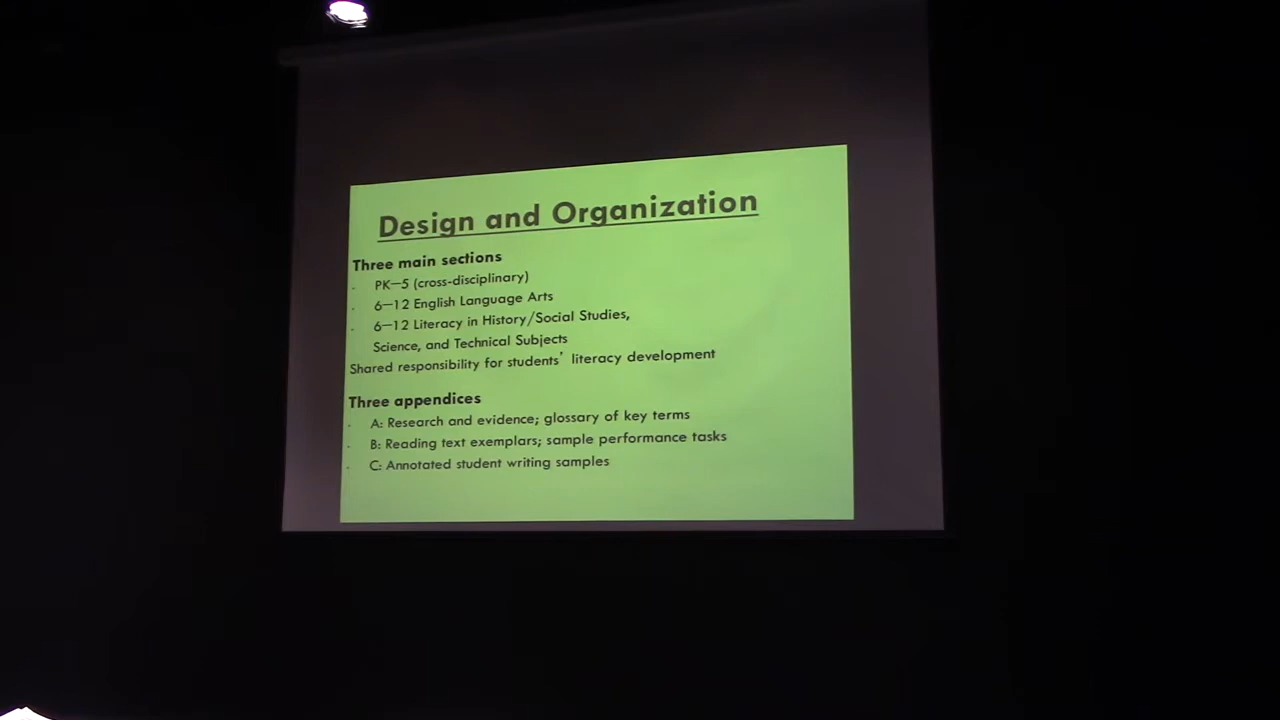 Design and Organization
Three main sections
- PK–5 (cross-disciplinary)
- 6–12 English Language Arts
- 6–12 Literacy in History/Social Studies,
Science, and Technical Subjects
Shared responsibility for students’ literacy development
Three appendices
- A: Research and evidence; glossary of key terms
- B: Reading text exemplars; sample performance tasks
- C: Annotated student writing samples